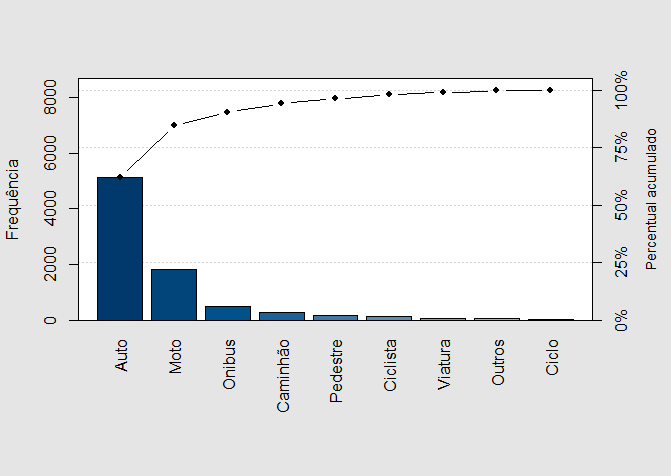 Frequência
8000
6000
4000
2000
0
100%
75%
50%
25%
0%
Percentual acumulado
Auto
Moto
Onibus
Caminhão
Pedestre
Ciclista
Viatura
Outros
Ciclo